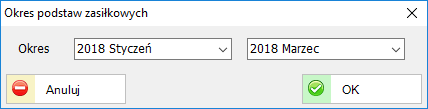 Okres podstaw zasiłkowych
Okres 2018 Styczeń 2018 Marzec
Anuluj OK